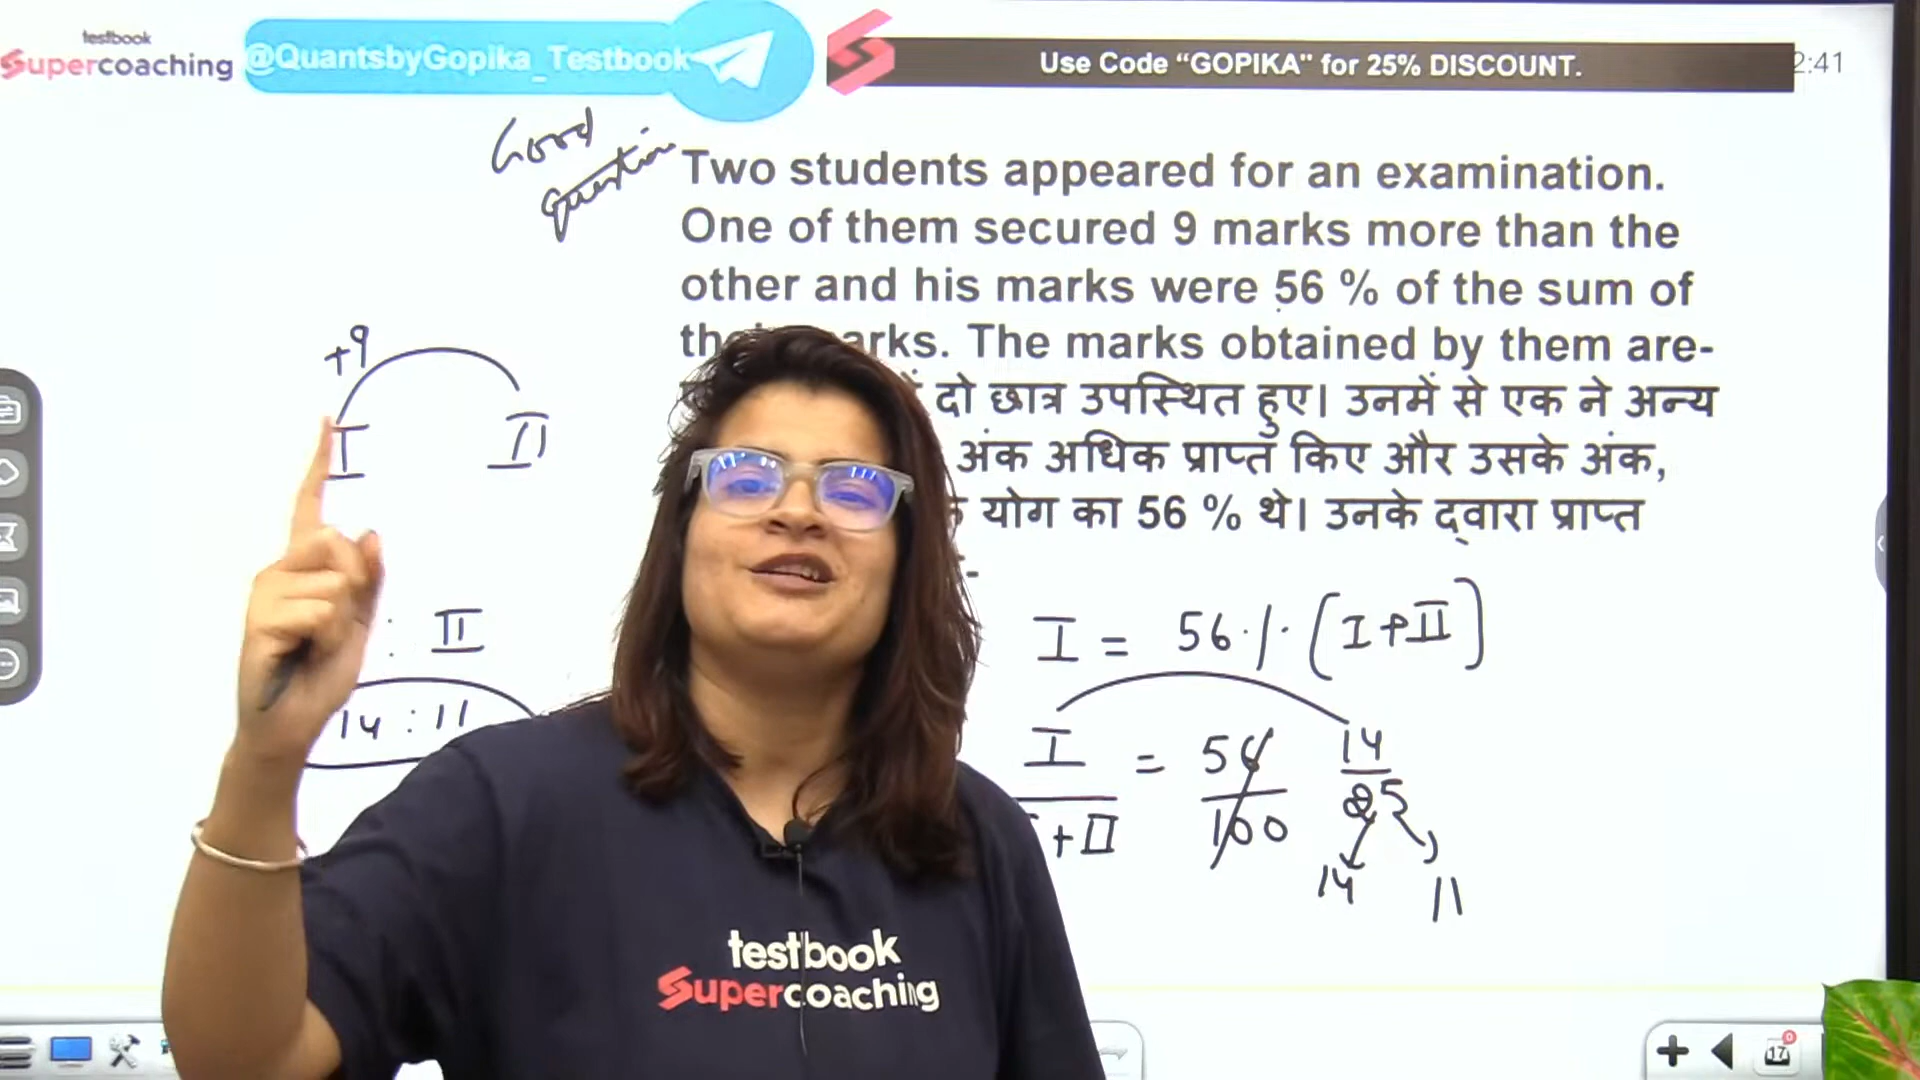 testbook
Supercoaching
@QuantsbyGopika_Testbook
Use Code “GOPIKA” for 25% DISCOUNT.
2:41
Good
question
Two students appeared for an examination.
One of them secured 9 marks more than the
other and his marks were 56 % of the sum of
arks. The marks obtained by them are-
दो छात्र उपस्थित हुए। उनमें से एक ने अन्य
अंक अधिक प्राप्त किए और उसके अंक,
योग का 56 % थे। उनके द्वारा प्राप्त
-
+9
I II
: II
14 : 11
I = 56 % (I + II)
I = 56 14
+ II 100 25
14 11
testbook
Supercoaching
17
0